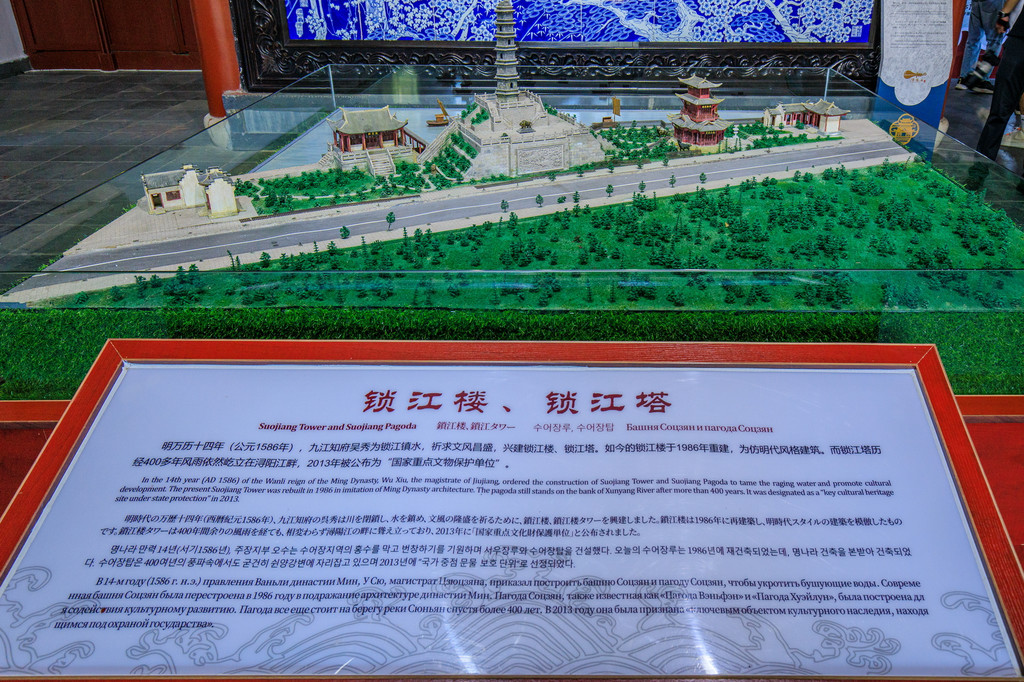 锁江楼、锁江塔
Suojiang Tower and Suojiang Pagoda 鎖江楼, 鎖江タワー 수어장루, 수어장탑 Башня Соцзян и пагода Соцзян
明万历十四年（公元1586年），九江知府吴秀为锁江镇水，祈求文风昌盛，兴建锁江楼、锁江塔。如今的锁江楼于1986年重建，为仿明代风格建筑。而锁江塔历
经400多年风雨依然屹立在浔阳江畔，2013年被公布为“国家重点文物保护单位”。
In the 14th year (AD 1586) of the Wanli reign of the Ming Dynasty, Wu Xiu, the magistrate of Jiujiang, ordered the construction of Suojiang Tower and Suojiang Pagoda to tame the raging water and promote cultural
development. The present Suojiang Tower was rebuilt in 1986 in imitation of Ming Dynasty architecture. The pagoda still stands on the bank of Xunyang River after more than 400 years. It was designated as a "key cultural heritage
site under state protection" in 2013.
明時代の万暦十四年（西暦紀元1586年）、九江知府の呉秀は川を閉鎖し、水を鎮め、文風の隆盛を祈るために、鎖江楼、鎖江タワーを興建しました。鎖江楼は1986年に再建築し、明時代スタイルの建築を模倣したもの
です。鎖江タワーは400年間余りの風雨を経ても、相変わらず潯陽江の畔に聳え立っており、2013年に「国家重点文化財保護単位」と公布されました。
명나라 만력 14년(서기1586년), 주장지부 오수는 수어장지역의 홍수를 막고 번창하기를 기원하며 서우장루와 수어장탑을 건설했다. 오늘의 수어장루는 1986년에 재건축되었는데, 명나라 건축을 본받아 건축되었
다. 수어장탑은 400여년의 풍파속에서도 굳건히 쉰양강변에 자리잡고 있으며 2013년에 “국가 중점 문물 보호 단위”로 선정되었다.
В 14-м году (1586 г. н.э.) правления Ваньли династии Мин, У Сю, магистрат Цзюцзяна, приказал построить башню Соцзян и пагоду Соцзян, чтобы укротить бушующие воды. Совреме
нная башня Соцзян была перестроена в 1986 году в подражание архитектуре династии Мин. Пагода Соцзян, также известная как «Пагода Вэньфэн» и «Пагода Хуэйлун», была построена дл
я содействия культурному развитию. Пагода все еще стоит на берегу реки Сюньян спустя более 400 лет. В 2013 году она была признана «ключевым объектом культурного наследия, находя
щимся под охраной государства».